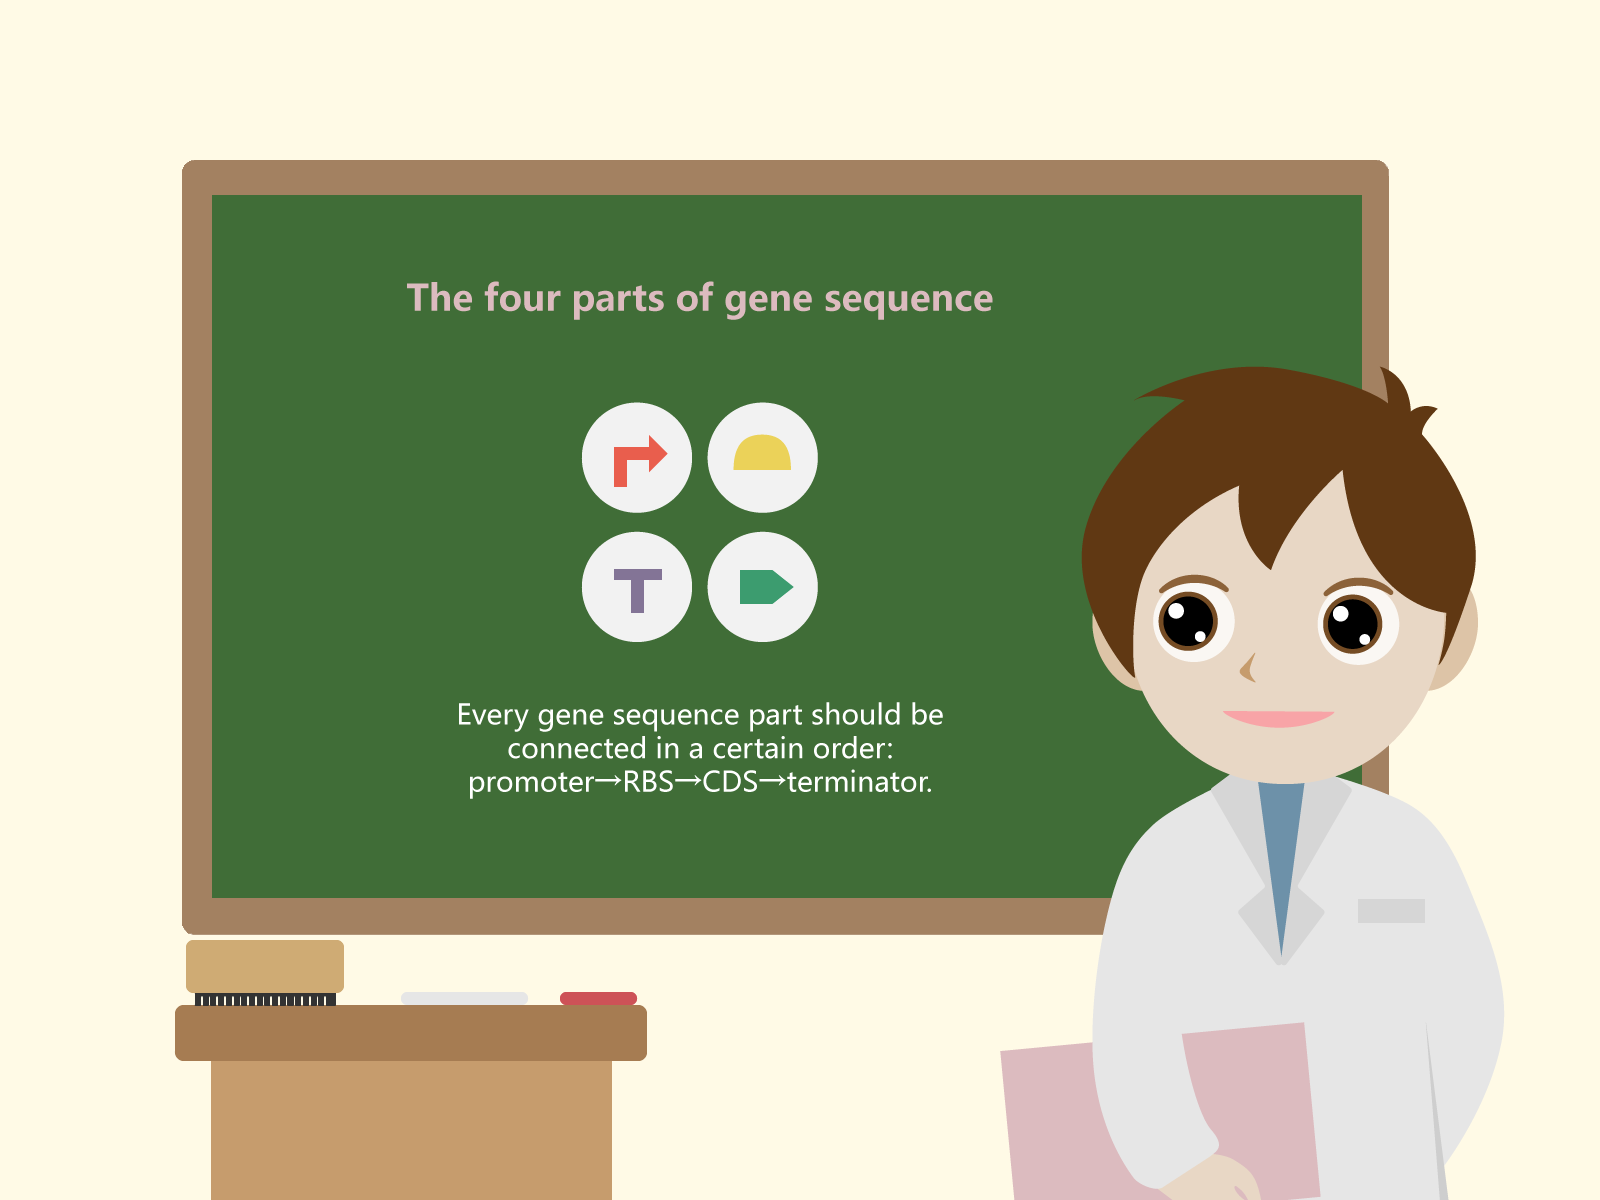 The four parts of gene sequence
Every gene sequence part should be
connected in a certain order:
promoter→RBS→CDS→terminator.